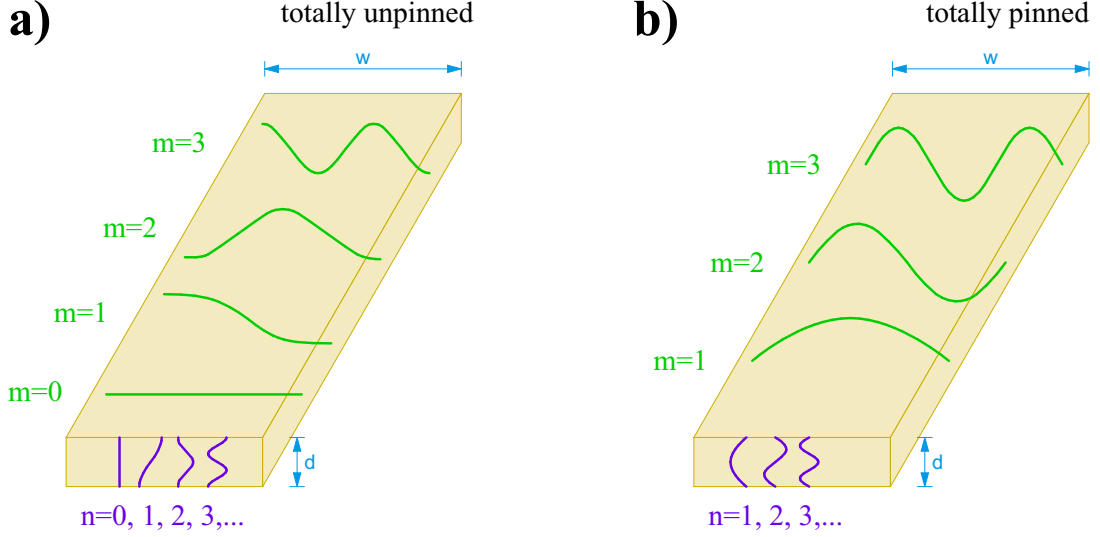 a)
totally unpinned
w
m=3
m=2
m=1
m=0
d
n=0, 1, 2, 3,...
b)
totally pinned
w
m=3
m=2
m=1
d
n=1, 2, 3,...